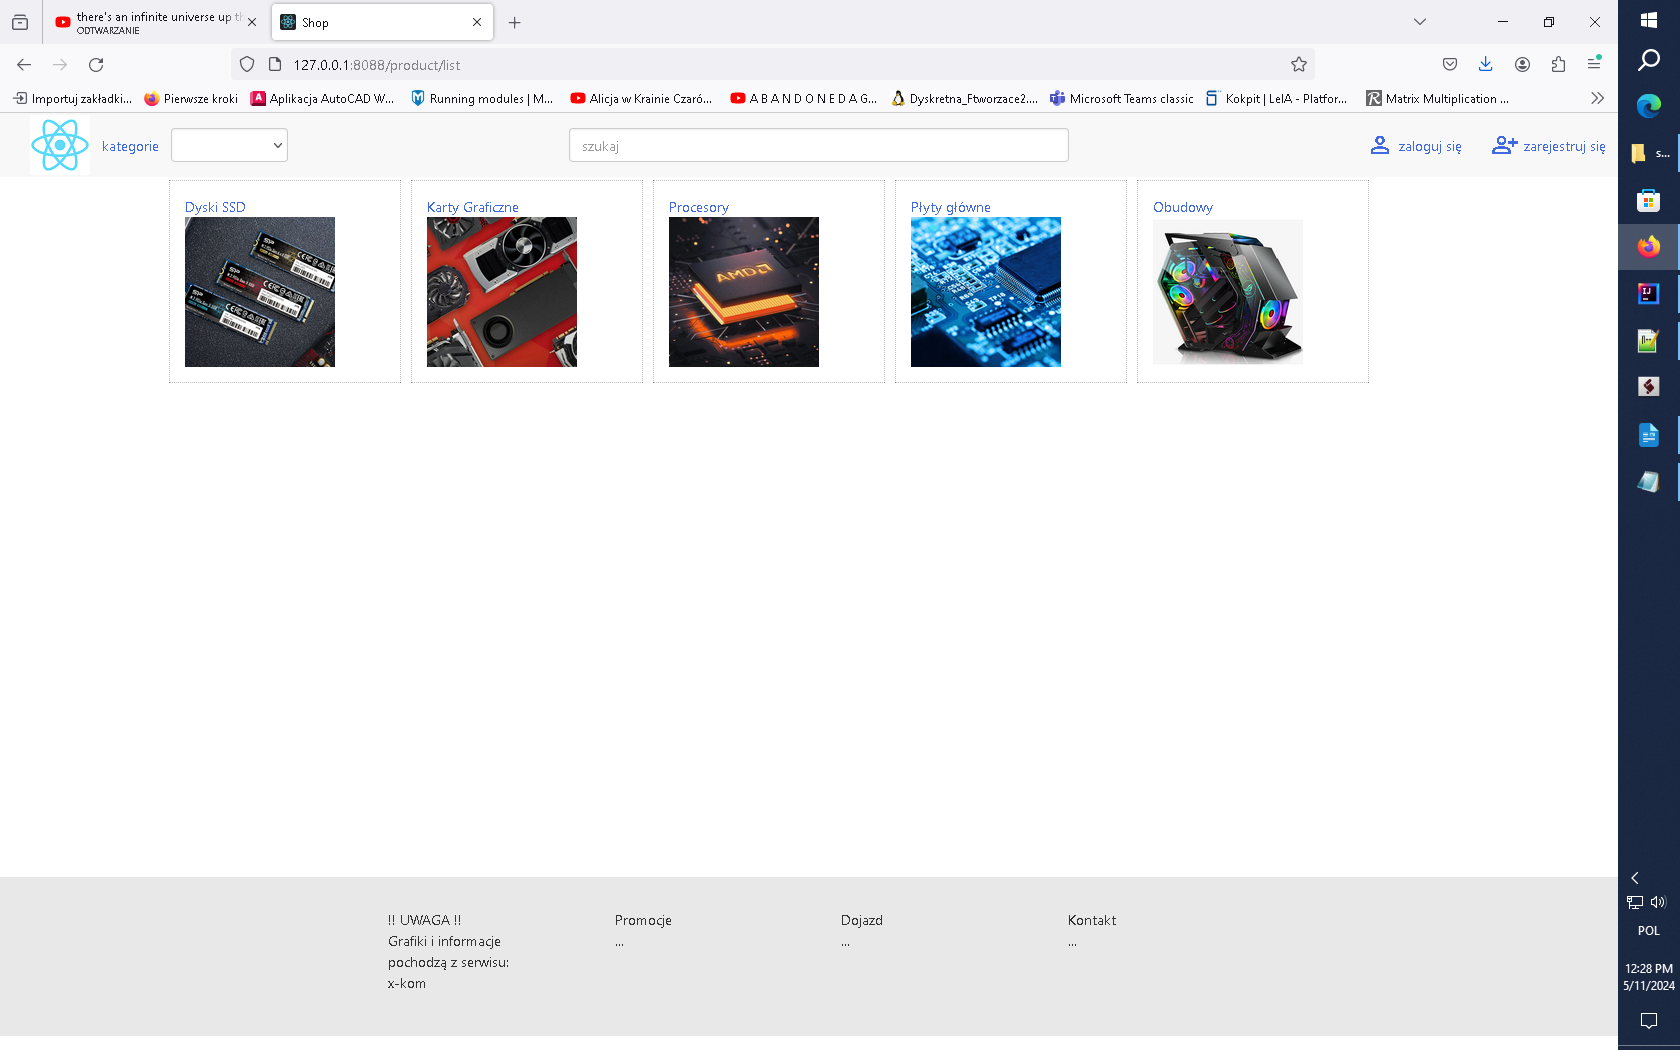 there's an infinite universe up th
ODTWARZANIE
Shop
127.0.0.1:8088/product/list
Importuj zakładki...
Pierwsze kroki
Aplikacja AutoCAD W...
Running modules | M...
Alicja w Krainie Czaró...
A B A N D O N E D A G...
Dyskretna_Ftworzace2....
Microsoft Teams classic
Kokpit | LeIA - Platfor...
Matrix Multiplication ...
kategorie
szukaj
zaloguj się
zarejestruj się
s...
Dyski SSD
Karty Graficzne
Procesory
Płyty główne
Obudowy
AMD
!! UWAGA !!
Grafiki i informacje
pochodzą z serwisu:
x-kom
Promocje
...
Dojazd
...
Kontakt
...
POL
12:28 PM
5/11/2024